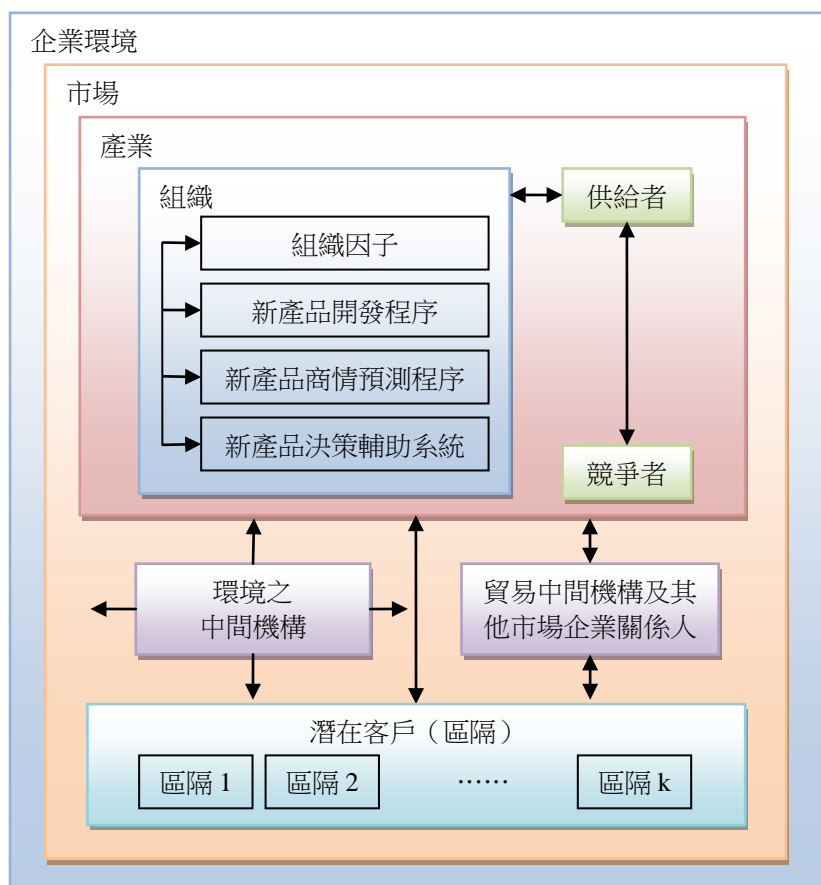 企業環境
市場
產業
組織
供給者
組織因子
新產品開發程序
新產品商情預測程序
新產品決策輔助系統
競爭者
環境之
中間機構
貿易中間機構及其
他市場企業關係人
潛在客戶（區隔）
區隔 1
區隔 2
……
區隔 k